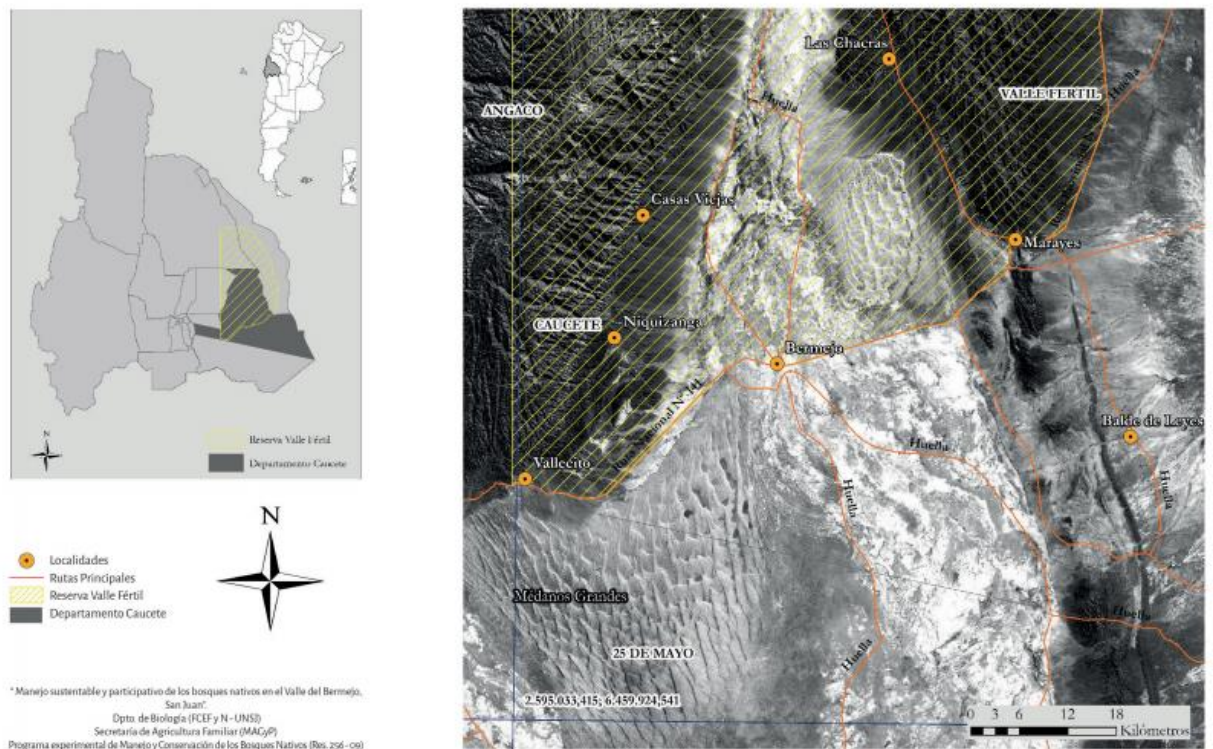 N
Reserva Valle Fértil
Departamento Caucete
N
Localidades
Rutas Principales
Reserva Valle Fértil
Departamento Caucete
" Manejo sustentable y participativo de los bosques nativos en el Valle del Bermejo,
San Juan".
Dpto. de Biología (FCEF y N - UNSJ)
Secretaría de Agricultura Familiar (MAGyP)
Programa experimental de Manejo y Conservación de los Bosques Nativos (Res. 256 - 09)
Las Chacras
Huella
Huella
VALLE FERTIL
ANGACO
Casas Viejas
Marayes
CAUCETE
Niquizanga
Bermejo
Nacional Nº 141
Balde de Leyes
Huella
Vallecito
Huella
Huella
Médanos Grandes
Huella
25 DE MAYO
Huella
2.595.033,415; 6.459.924,541
0 3 6 12 18
Kilómetros